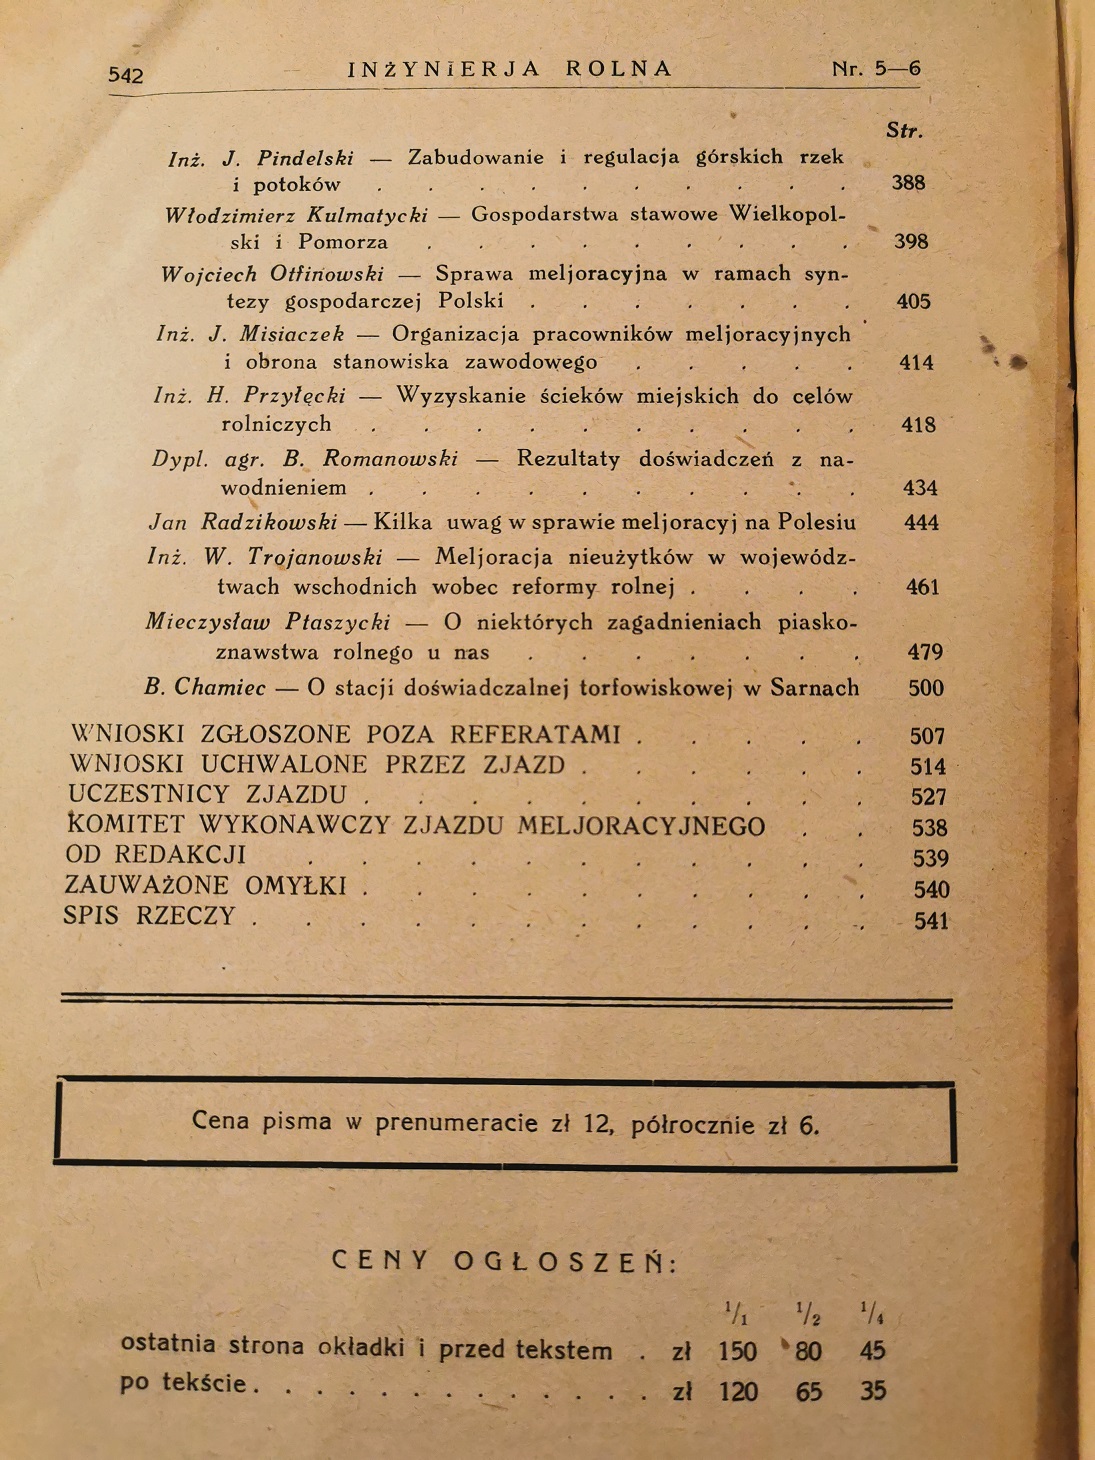 542 INŻYNIERJA ROLNA Nr. 5—6
Str.
Inż. J. Pindelski — Zabudowanie i regulacja górskich rzek
i potoków . . . . . . . . . . 388
Włodzimierz Kulmatycki — Gospodarstwa stawowe Wielkopol-
ski i Pomorza . . . . . . . . . 398
Wojciech Otfinowski — Sprawa meljoracyjna w ramach syn-
tezy gospodarczej Polski . . . . . . . 405
Inż. J. Misiaczek — Organizacja pracowników meljoracyjnych
i obrona stanowiska zawodowego . . . . . 414
Inż. H. Przyłęcki — Wyzyskanie ścieków miejskich do celów
rolniczych . . . . . . . . . . 418
Dypl. agr. B. Romanowski — Rezultaty doświadczeń z na-
wodnieniem . . . . . . . . . . 434
Jan Radzikowski — Kilka uwag w sprawie meljoracyj na Polesiu 444
Inż. W. Trojanowski — Meljoracja nieużytków w wojewódz-
twach wschodnich wobec reformy rolnej . . . . 461
Mieczysław Ptaszycki — O niektórych zagadnieniach piasko-
znawstwa rolnego u nas . . . . . . . 479
B. Chamiec — O stacji doświadczalnej torfowiskowej w Sarnach 500
WNIOSKI ZGŁOSZONE POZA REFERATAMI . . . . . 507
WNIOSKI UCHWALONE PRZEZ ZJAZD . . . . . . 514
UCZESTNICY ZJAZDU . . . . . . . . . . 527
KOMITET WYKONAWCZY ZJAZDU MELJORACYJNEGO . . 538
OD REDAKCJI . . . . . . . . . . . 539
ZAUWAŻONE OMYŁKI . . . . . . . . . . 540
SPIS RZECZY . . . . . . . . . . . . 541
Cena pisma w prenumeracie zł 12, półrocznie zł 6.
CENY OGŁOSZEŃ:
1/1 1/2 1/4
ostatnia strona okładki i przed tekstem . zł 150 80 45
po tekście . . . . . . . . . . . . . . zł 120 65 35